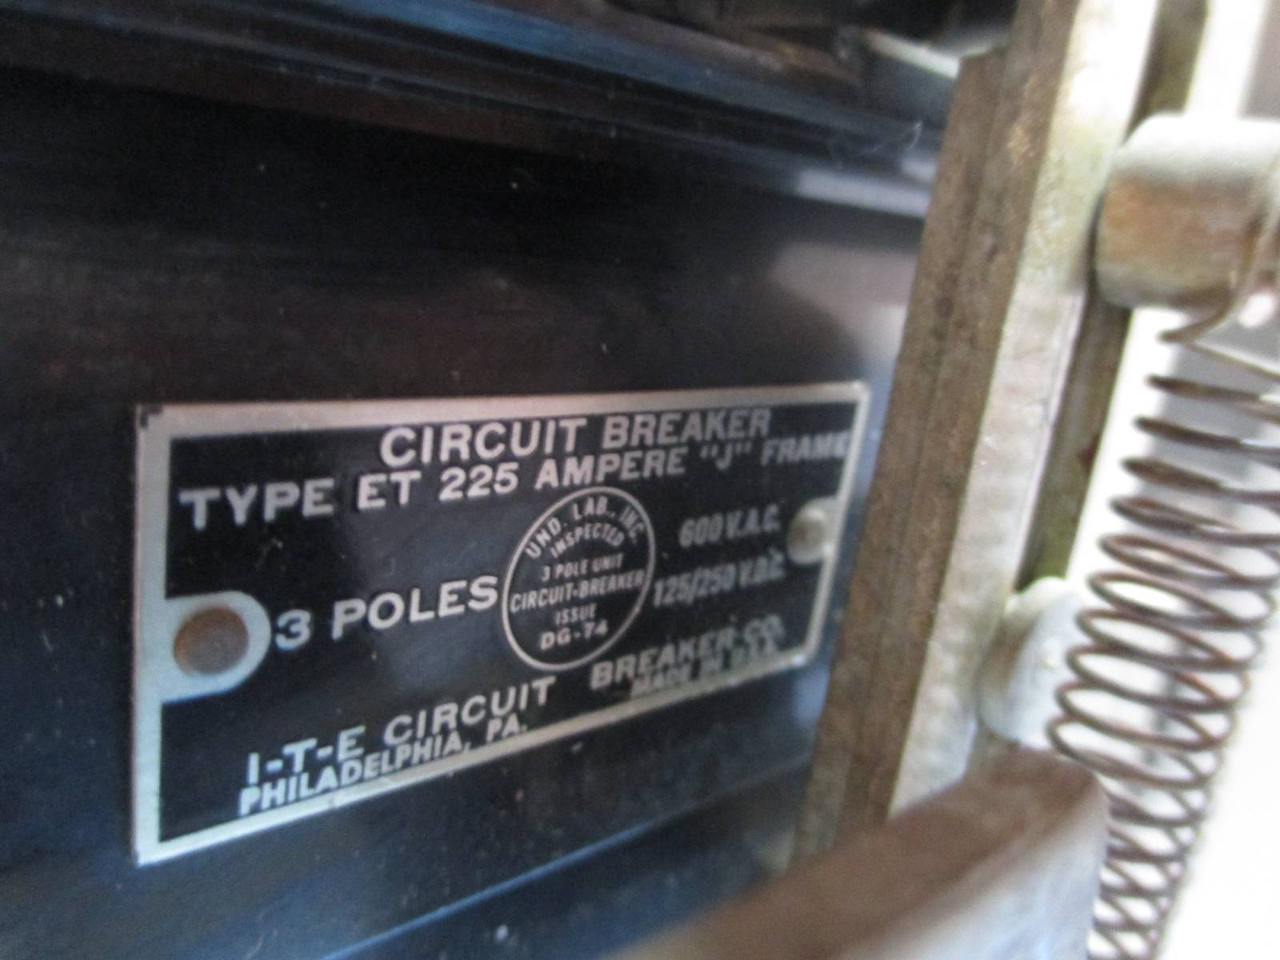 CIRCUIT BREAKER
TYPE ET 225 AMPERE "J" FRAME
UND. LAB., INC.
INSPECTED
3 POLE UNIT
CIRCUIT-BREAKER
ISSUE
DG-74
600 V.A.C.
3 POLES
125/250 V.D.C.
I-T-E CIRCUIT BREAKER CO.
PHILADELPHIA, PA. MADE IN U.S.A.